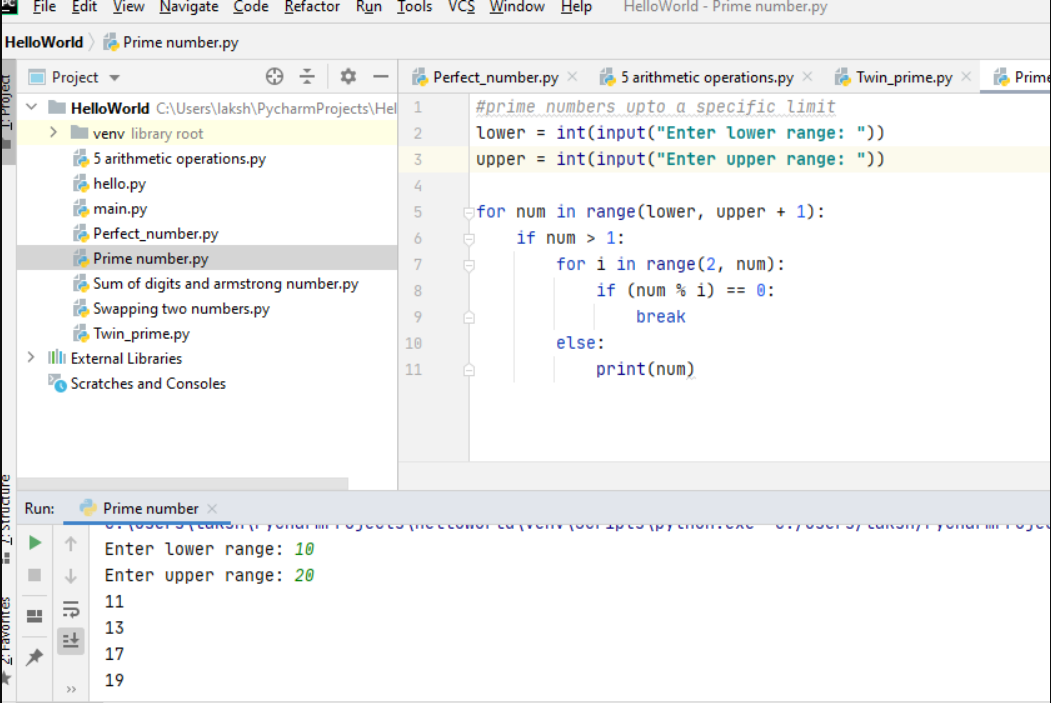 File Edit View Navigate Code Refactor Run Tools VCS Window Help HelloWorld - Prime number.py
HelloWorld Prime number.py
Project
Perfect_number.py 5 arithmetic operations.py Twin_prime.py Prime
HelloWorld C:\Users\laksh\PycharmProjects\Hel
venv library root
5 arithmetic operations.py
hello.py
main.py
Perfect_number.py
Prime number.py
Sum of digits and armstrong number.py
Swapping two numbers.py
Twin_prime.py
External Libraries
Scratches and Consoles
1 #prime numbers upto a specific limit
2 lower = int(input("Enter lower range: "))
3 upper = int(input("Enter upper range: "))
4
5 for num in range(lower, upper + 1):
6     if num > 1:
7         for i in range(2, num):
8             if (num % i) == 0:
9                 break
10         else:
11             print(num)
1: Project
Z: Structure
2: Favorites
Run: Prime number
Enter lower range: 10
Enter upper range: 20
11
13
17
19